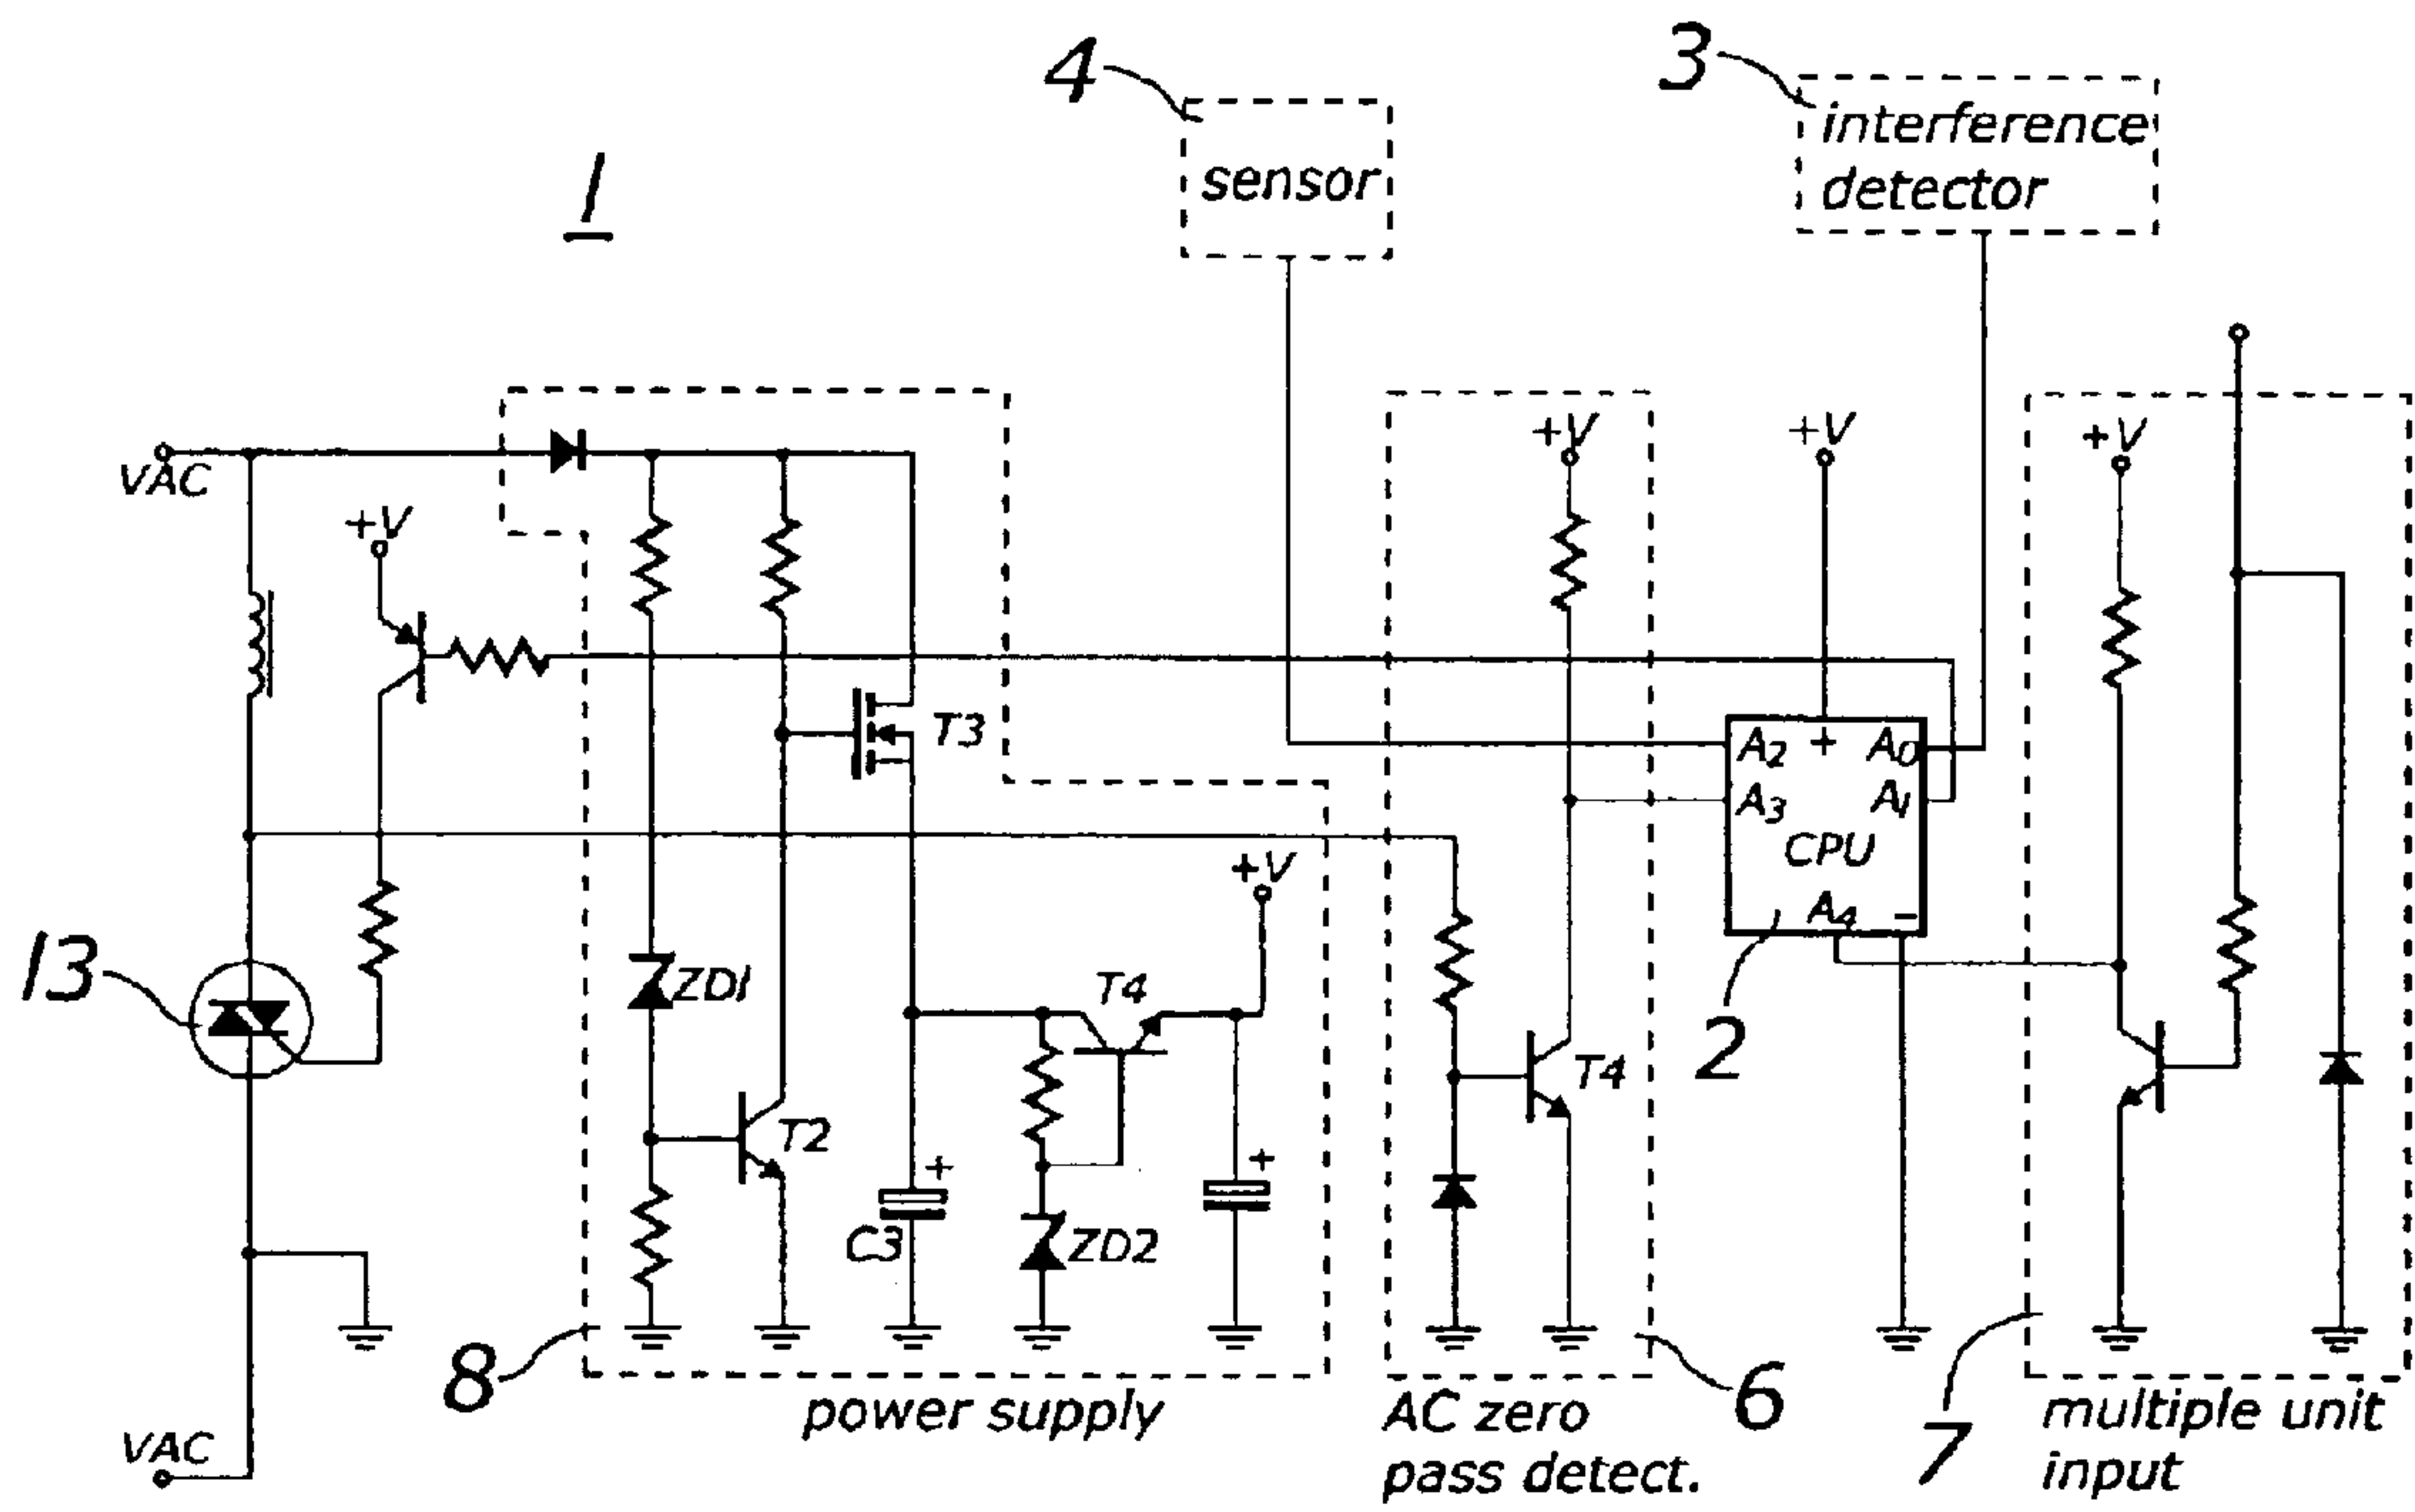 4
3
sensor
interference
detector
1
VAC
+V
+V
+V
+V
T3
A2
+
A0
A3
A1
CPU
A4
−
+V
13
ZD1
T4
T4
2
T2
+
+
C3
ZD2
8
6
7
power supply
AC zero
pass detect.
multiple unit
input
VAC